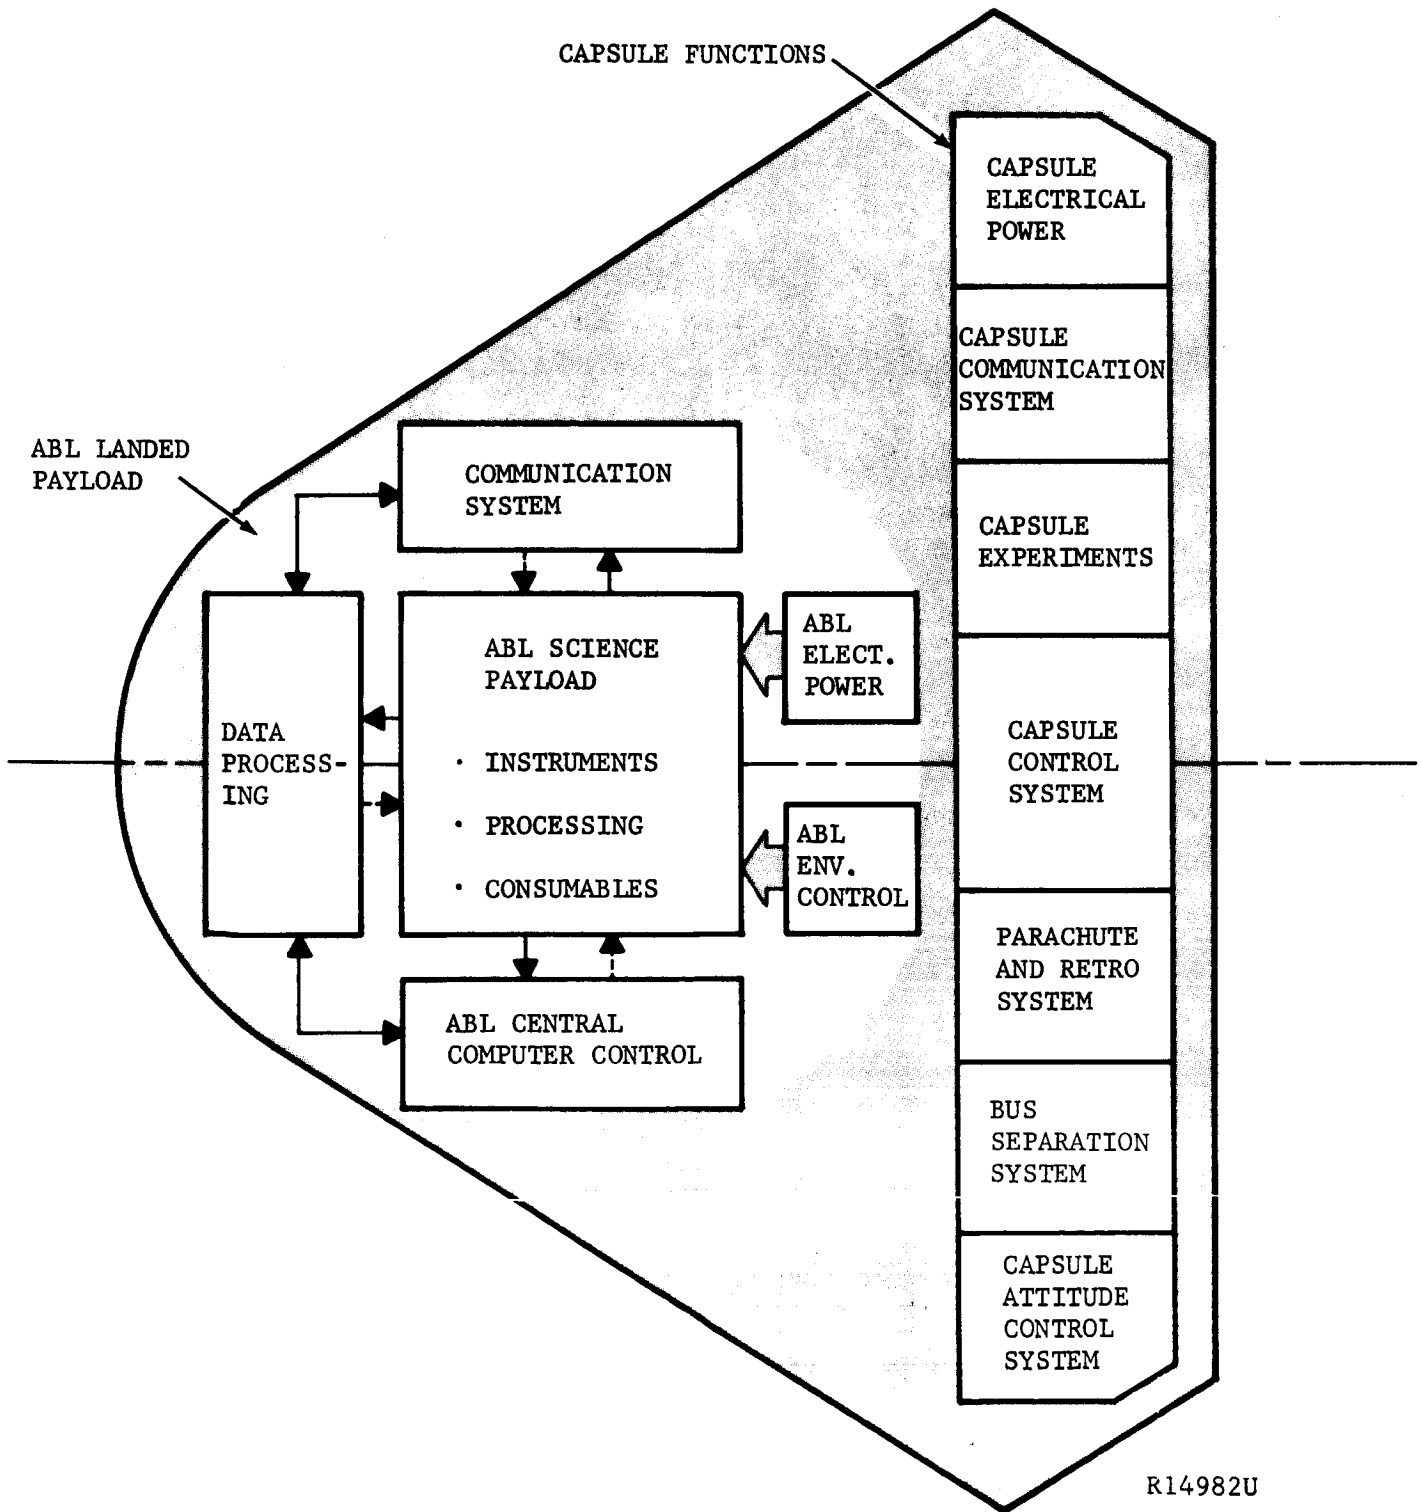 CAPSULE FUNCTIONS
CAPSULE
ELECTRICAL
POWER
CAPSULE
COMMUNICATION
SYSTEM
CAPSULE
EXPERIMENTS
CAPSULE
CONTROL
SYSTEM
PARACHUTE
AND RETRO
SYSTEM
BUS
SEPARATION
SYSTEM
CAPSULE
ATTITUDE
CONTROL
SYSTEM
ABL LANDED
PAYLOAD
COMMUNICATION
SYSTEM
DATA
PROCESS-
ING
ABL SCIENCE
PAYLOAD
· INSTRUMENTS
· PROCESSING
· CONSUMABLES
ABL
ELECT.
POWER
ABL
ENV.
CONTROL
ABL CENTRAL
COMPUTER CONTROL
R14982U